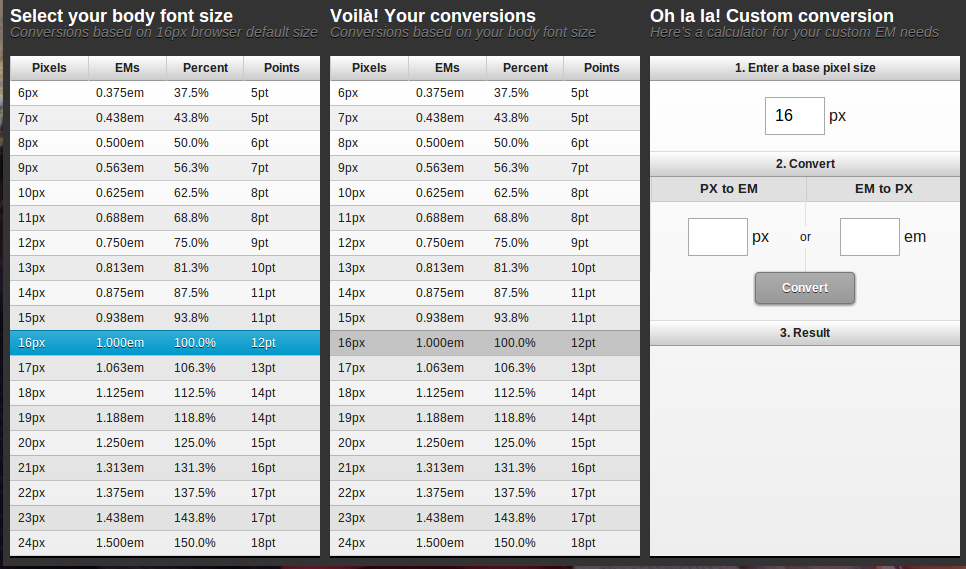 Select your body font size
Conversions based on 16px browser default size
Pixels EMs Percent Points
6px 0.375em 37.5% 5pt
7px 0.438em 43.8% 5pt
8px 0.500em 50.0% 6pt
9px 0.563em 56.3% 7pt
10px 0.625em 62.5% 8pt
11px 0.688em 68.8% 8pt
12px 0.750em 75.0% 9pt
13px 0.813em 81.3% 10pt
14px 0.875em 87.5% 11pt
15px 0.938em 93.8% 11pt
16px 1.000em 100.0% 12pt
17px 1.063em 106.3% 13pt
18px 1.125em 112.5% 14pt
19px 1.188em 118.8% 14pt
20px 1.250em 125.0% 15pt
21px 1.313em 131.3% 16pt
22px 1.375em 137.5% 17pt
23px 1.438em 143.8% 17pt
24px 1.500em 150.0% 18pt
Voilà! Your conversions
Conversions based on your body font size
Pixels EMs Percent Points
6px 0.375em 37.5% 5pt
7px 0.438em 43.8% 5pt
8px 0.500em 50.0% 6pt
9px 0.563em 56.3% 7pt
10px 0.625em 62.5% 8pt
11px 0.688em 68.8% 8pt
12px 0.750em 75.0% 9pt
13px 0.813em 81.3% 10pt
14px 0.875em 87.5% 11pt
15px 0.938em 93.8% 11pt
16px 1.000em 100.0% 12pt
17px 1.063em 106.3% 13pt
18px 1.125em 112.5% 14pt
19px 1.188em 118.8% 14pt
20px 1.250em 125.0% 15pt
21px 1.313em 131.3% 16pt
22px 1.375em 137.5% 17pt
23px 1.438em 143.8% 17pt
24px 1.500em 150.0% 18pt
Oh la la! Custom conversion
Here's a calculator for your custom EM needs
1. Enter a base pixel size
16 px
2. Convert
PX to EM EM to PX
px or em
Convert
3. Result